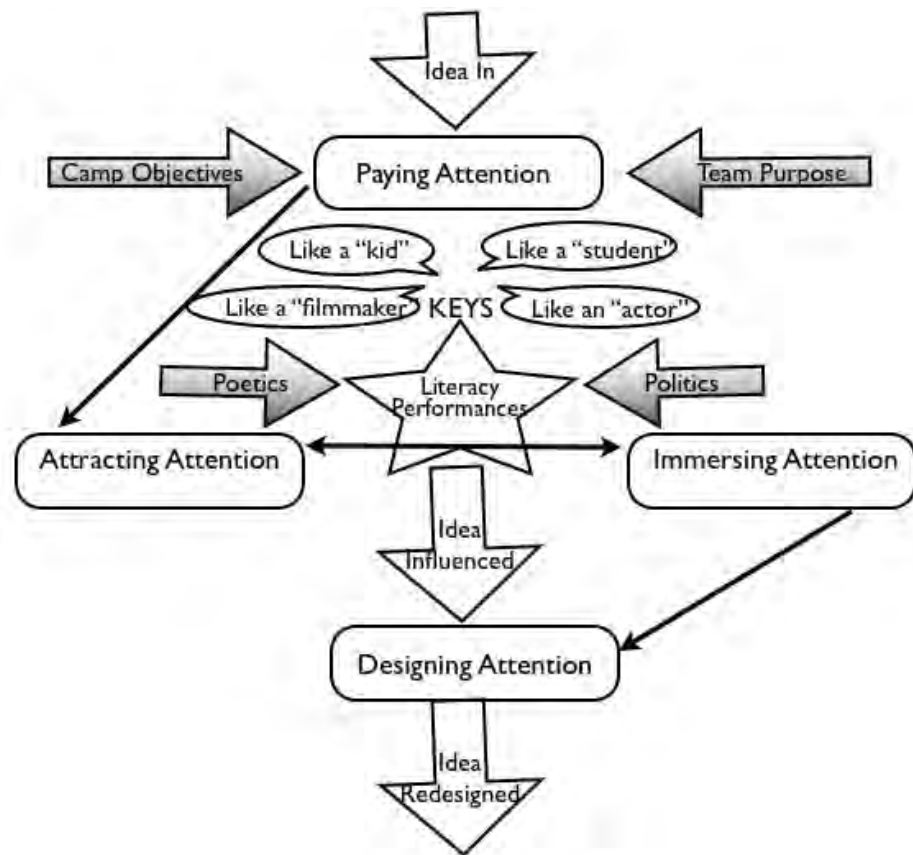 Idea In
Camp Objectives
Paying Attention
Team Purpose
Like a "kid"
Like a "student"
Like a "filmmaker"
KEYS
Like an "actor"
Poetics
Literacy
Performances
Politics
Attracting Attention
Immersing Attention
Idea
Influenced
Designing Attention
Idea
Redesigned